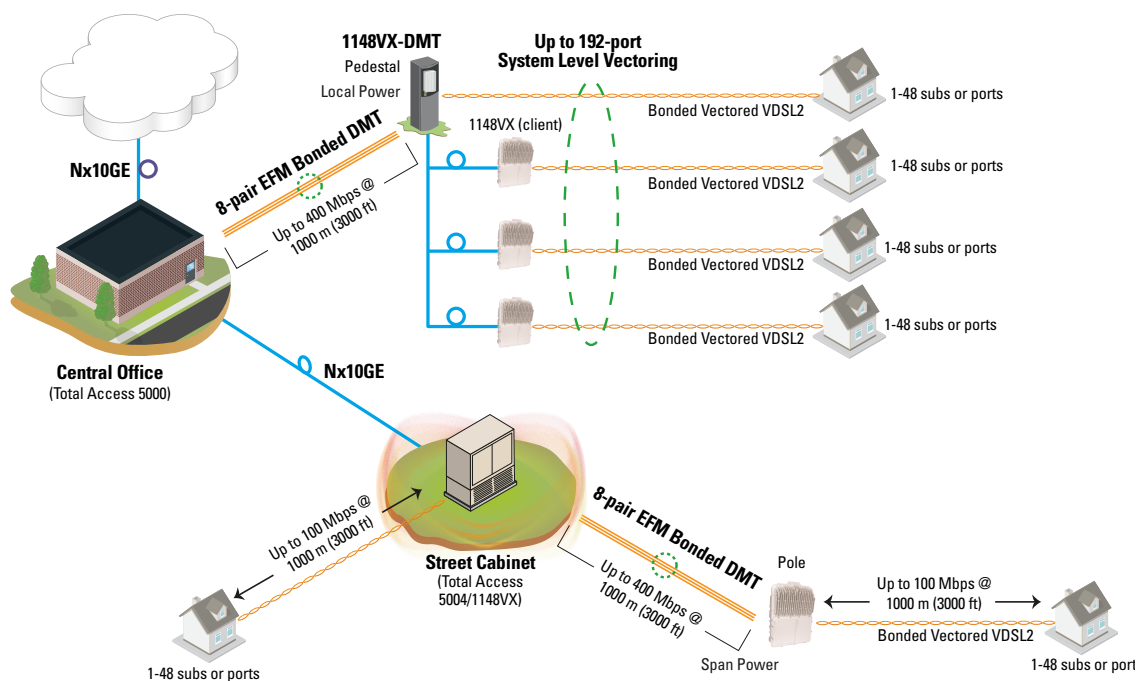 1148VX-DMT
Pedestal
Local Power
Up to 192-port
System Level Vectoring
1148VX (client)
Bonded Vectored VDSL2
1-48 subs or ports
Bonded Vectored VDSL2
1-48 subs or ports
Bonded Vectored VDSL2
1-48 subs or ports
Bonded Vectored VDSL2
1-48 subs or ports
Nx10GE
8-pair EFM Bonded DMT
Up to 400 Mbps @
1000 m (3000 ft)
Central Office
(Total Access 5000)
Nx10GE
Up to 100 Mbps @
1000 m (3000 ft)
1-48 subs or ports
Street Cabinet
(Total Access
5004/1148VX)
8-pair EFM Bonded DMT
Up to 400 Mbps @
1000 m (3000 ft)
Span Power
Pole
Up to 100 Mbps @
1000 m (3000 ft)
Bonded Vectored VDSL2
1-48 subs or port